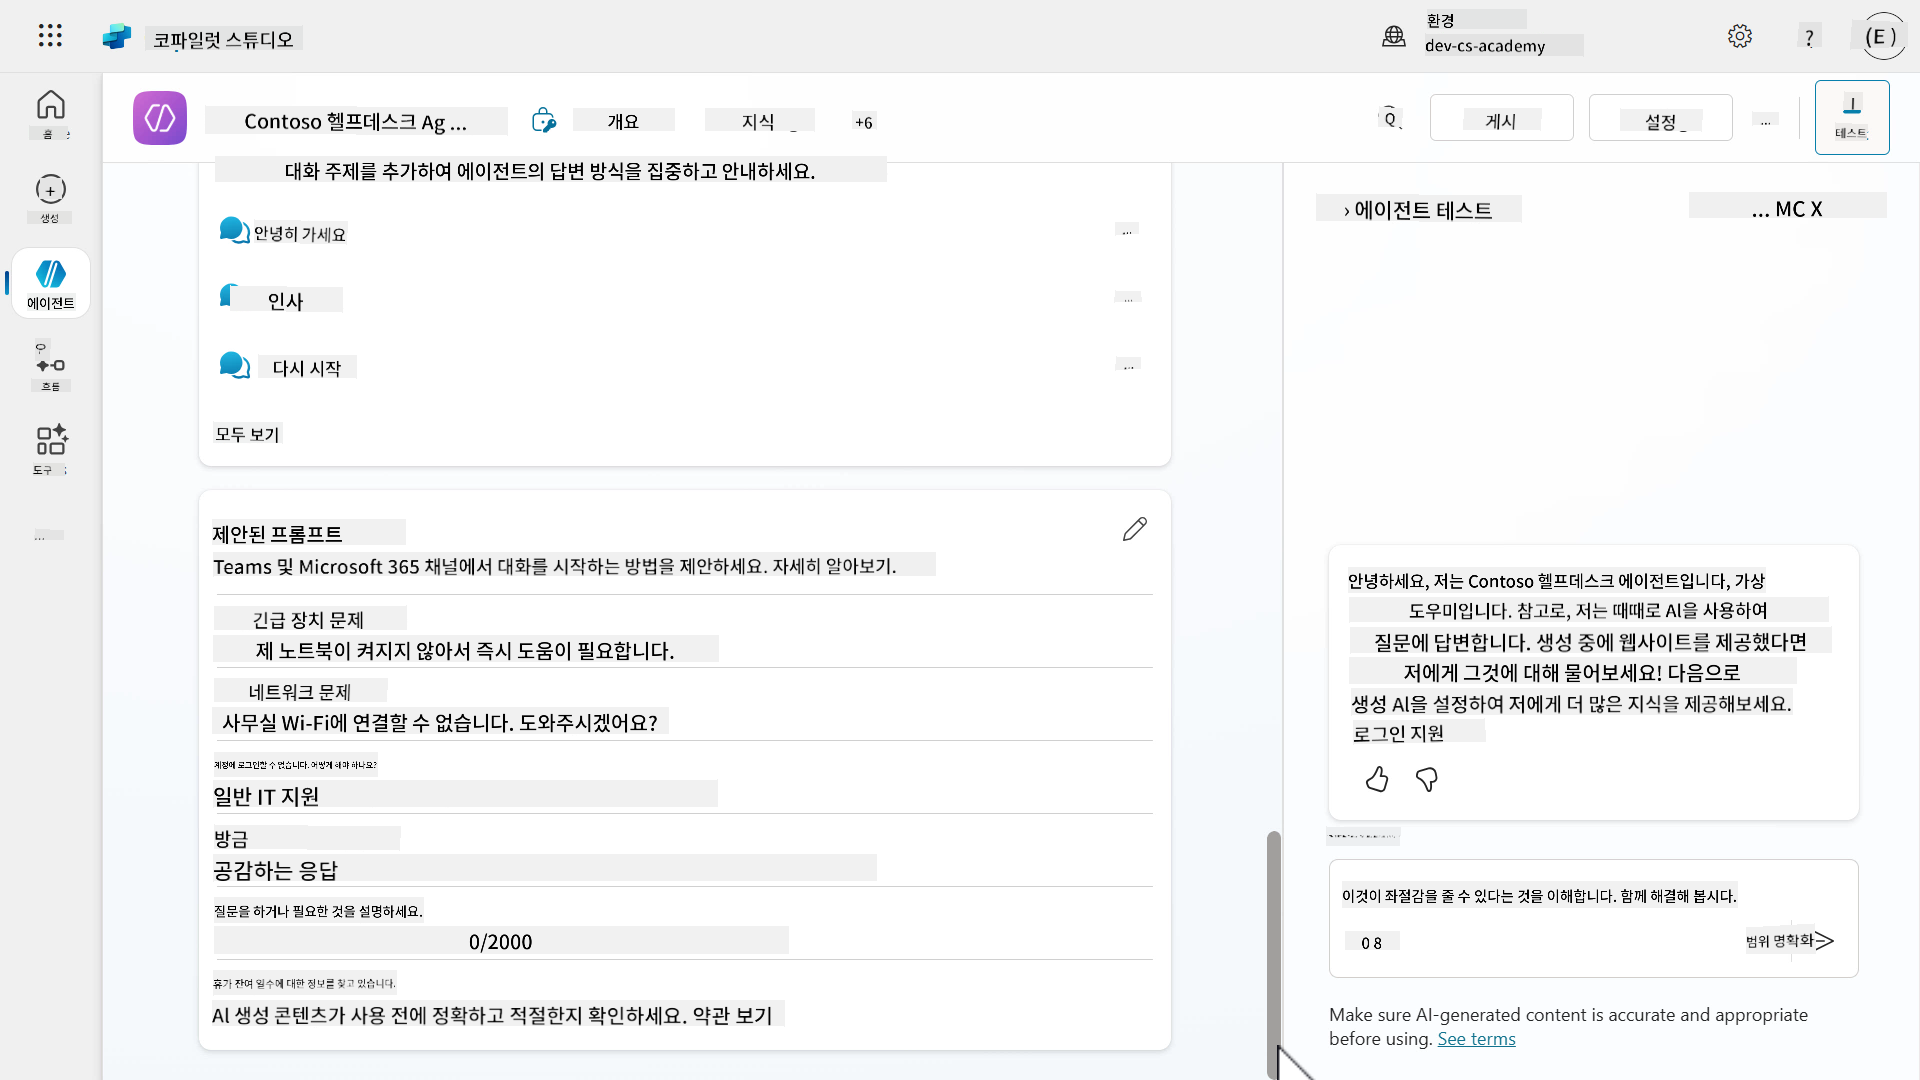 코파일럿 스튜디오
환경
dev-cs-academy
?
(E )
홈
생성
에이전트
흐름
도구
...
Contoso 헬프데스크 Ag ...
개요
지식
+6
게시
설정
...
테스트
대화 주제를 추가하여 에이전트의 답변 방식을 집중하고 안내하세요.
안녕히 가세요
...
인사
...
다시 시작
...
모두 보기
제안된 프롬프트
Teams 및 Microsoft 365 채널에서 대화를 시작하는 방법을 제안하세요. 자세히 알아보기.
긴급 장치 문제
제 노트북이 켜지지 않아서 즉시 도움이 필요합니다.
네트워크 문제
사무실 Wi-Fi에 연결할 수 없습니다. 도와주시겠어요?
계정에 로그인할 수 없습니다. 어떻게 해야 하나요?
일반 IT 지원
방금
공감하는 응답
질문을 하거나 필요한 것을 설명하세요.
0/2000
휴가 잔여 일수에 대한 정보를 찾고 있습니다.
AI 생성 콘텐츠가 사용 전에 정확하고 적절한지 확인하세요. 약관 보기
› 에이전트 테스트
... MC X
안녕하세요, 저는 Contoso 헬프데스크 에이전트입니다, 가상
도우미입니다. 참고로, 저는 때때로 AI을 사용하여
질문에 답변합니다. 생성 중에 웹사이트를 제공했다면
저에게 그것에 대해 물어보세요! 다음으로
생성 AI을 설정하여 저에게 더 많은 지식을 제공해보세요.
로그인 지원
이것이 좌절감을 줄 수 있다는 것을 이해합니다. 함께 해결해 봅시다.
0 8
범위 명확화
Make sure AI-generated content is accurate and appropriate
before using. See terms